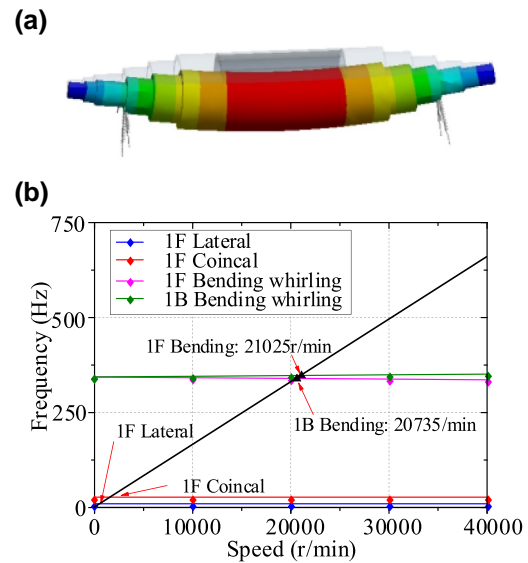 (a)
(b)
750
500
250
0
Frequency (Hz)
1F Lateral
1F Coincal
1F Bending whirling
1B Bending whirling
1F Bending: 21025r/min
1B Bending: 20735/min
1F Lateral
1F Coincal
0 10000 20000 30000 40000
Speed (r/min)